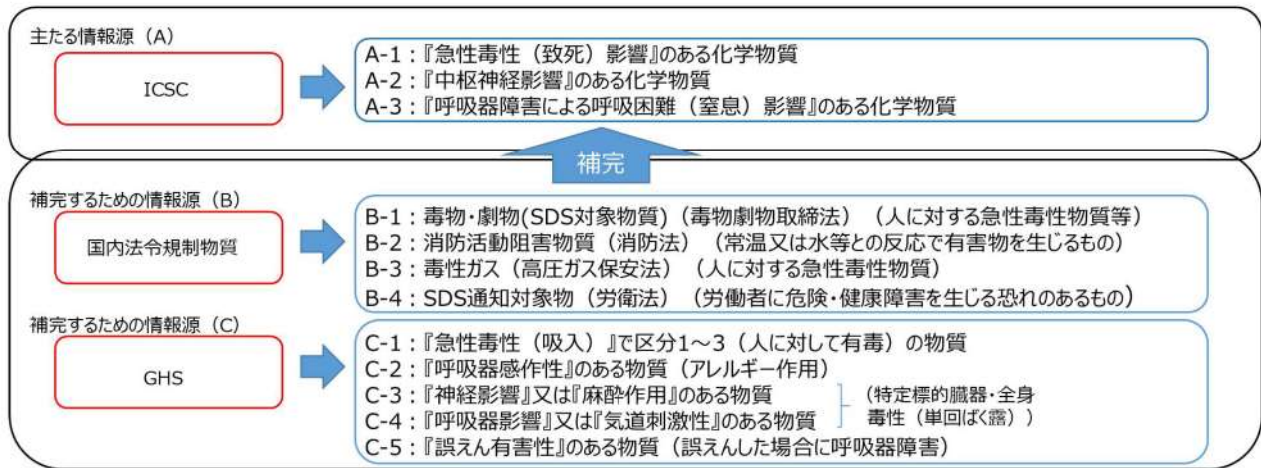 主たる情報源（A）
ICSC
A-1：『急性毒性（致死）影響』のある化学物質
A-2：『中枢神経影響』のある化学物質
A-3：『呼吸器障害による呼吸困難（窒息）影響』のある化学物質
補完
補完するための情報源（B）
国内法令規制物質
B-1：毒物・劇物(SDS対象物質)（毒物劇物取締法）（人に対する急性毒性物質等）
B-2：消防活動阻害物質（消防法）（常温又は水等との反応で有害物を生じるもの）
B-3：毒性ガス（高圧ガス保安法）（人に対する急性毒性物質）
B-4：SDS通知対象物（労衛法）（労働者に危険・健康障害を生じる恐れのあるもの）
補完するための情報源（C）
GHS
C-1：『急性毒性（吸入）』で区分1～3（人に対して有毒）の物質
C-2：『呼吸器感作性』のある物質（アレルギー作用）
C-3：『神経影響』又は『麻酔作用』のある物質
C-4：『呼吸器影響』又は『気道刺激性』のある物質
（特定標的臓器・全身
毒性（単回ばく露））
C-5：『誤えん有害性』のある物質（誤えんした場合に呼吸器障害）